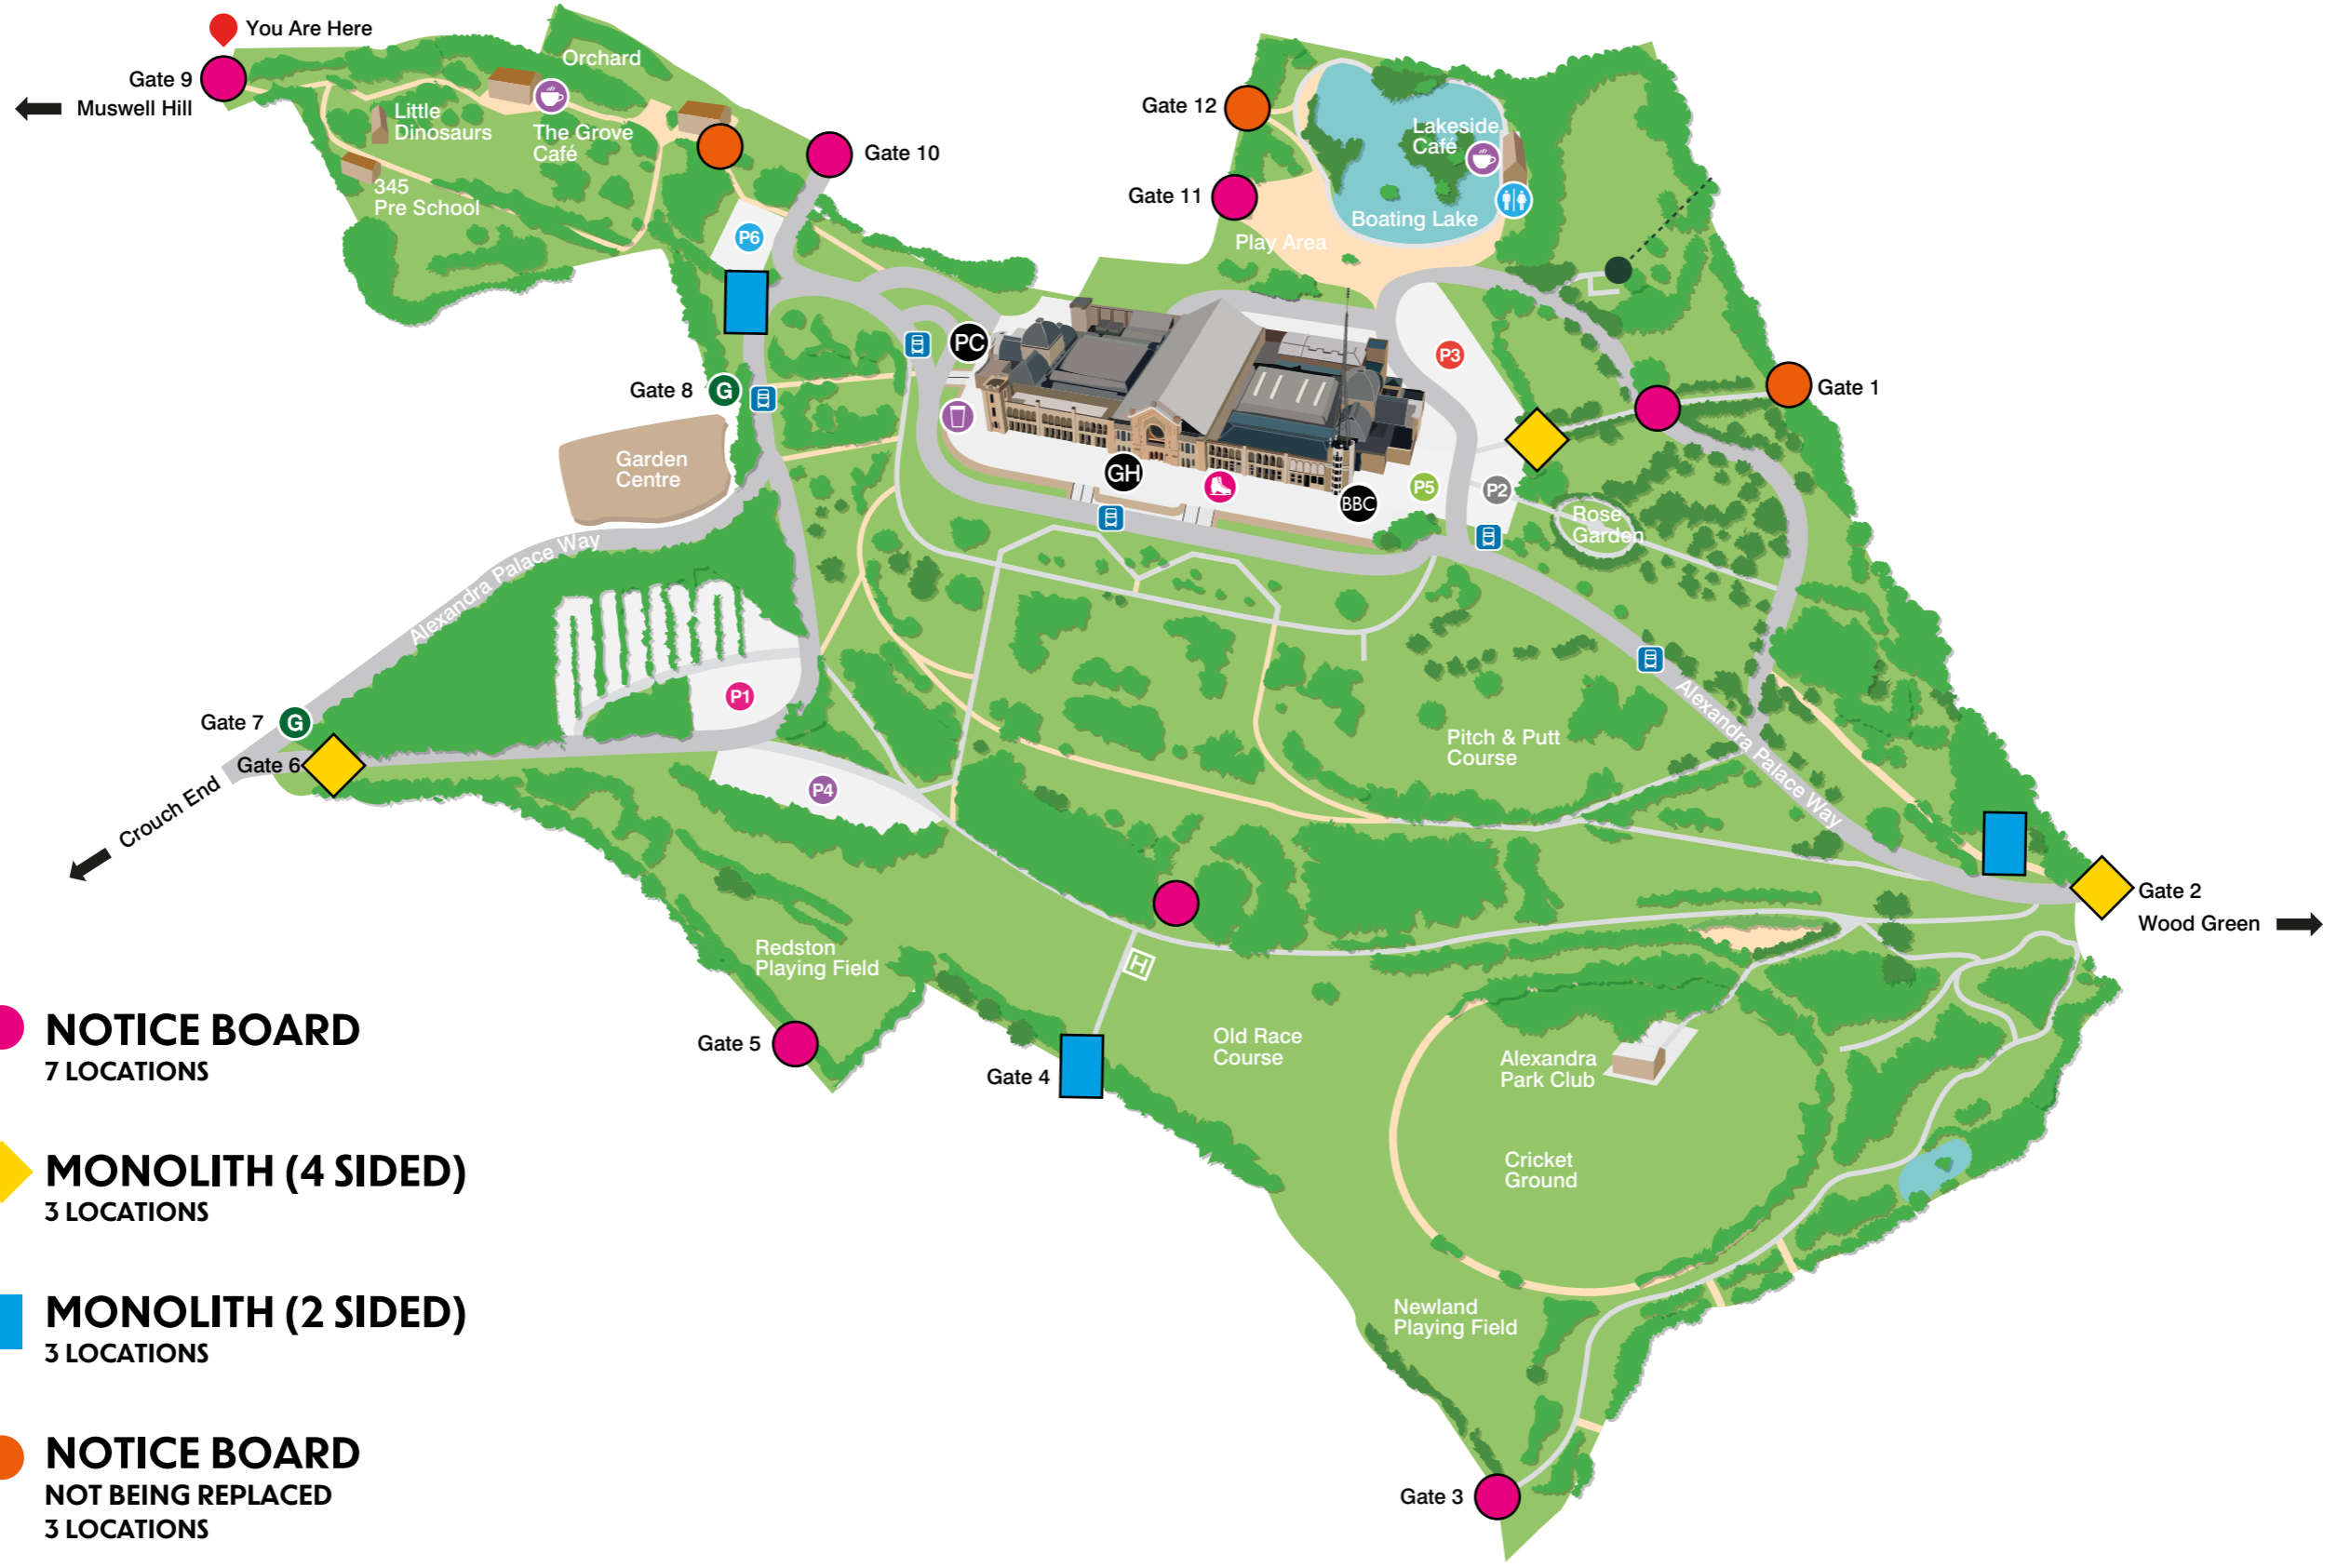 You Are Here
Gate 9
Muswell Hill
Orchard
Little
Dinosaurs
The Grove
Café
345
Pre School
Gate 10
P6
Gate 12
Gate 11
Lakeside
Café
Boating Lake
Play Area
PC
P3
Gate 1
Gate 8
G
Garden
Centre
GH
BBC
P5
P2
Rose
Garden
Alexandra Palace Way
P1
Gate 7
G
Gate 6
Crouch End
P4
Pitch & Putt
Course
Alexandra Palace Way
Gate 2
Wood Green
Redston
Playing Field
H
Gate 5
Gate 4
Old Race
Course
Alexandra
Park Club
Cricket
Ground
Newland
Playing Field
Gate 3
NOTICE BOARD
7 LOCATIONS
MONOLITH (4 SIDED)
3 LOCATIONS
MONOLITH (2 SIDED)
3 LOCATIONS
NOTICE BOARD
NOT BEING REPLACED
3 LOCATIONS